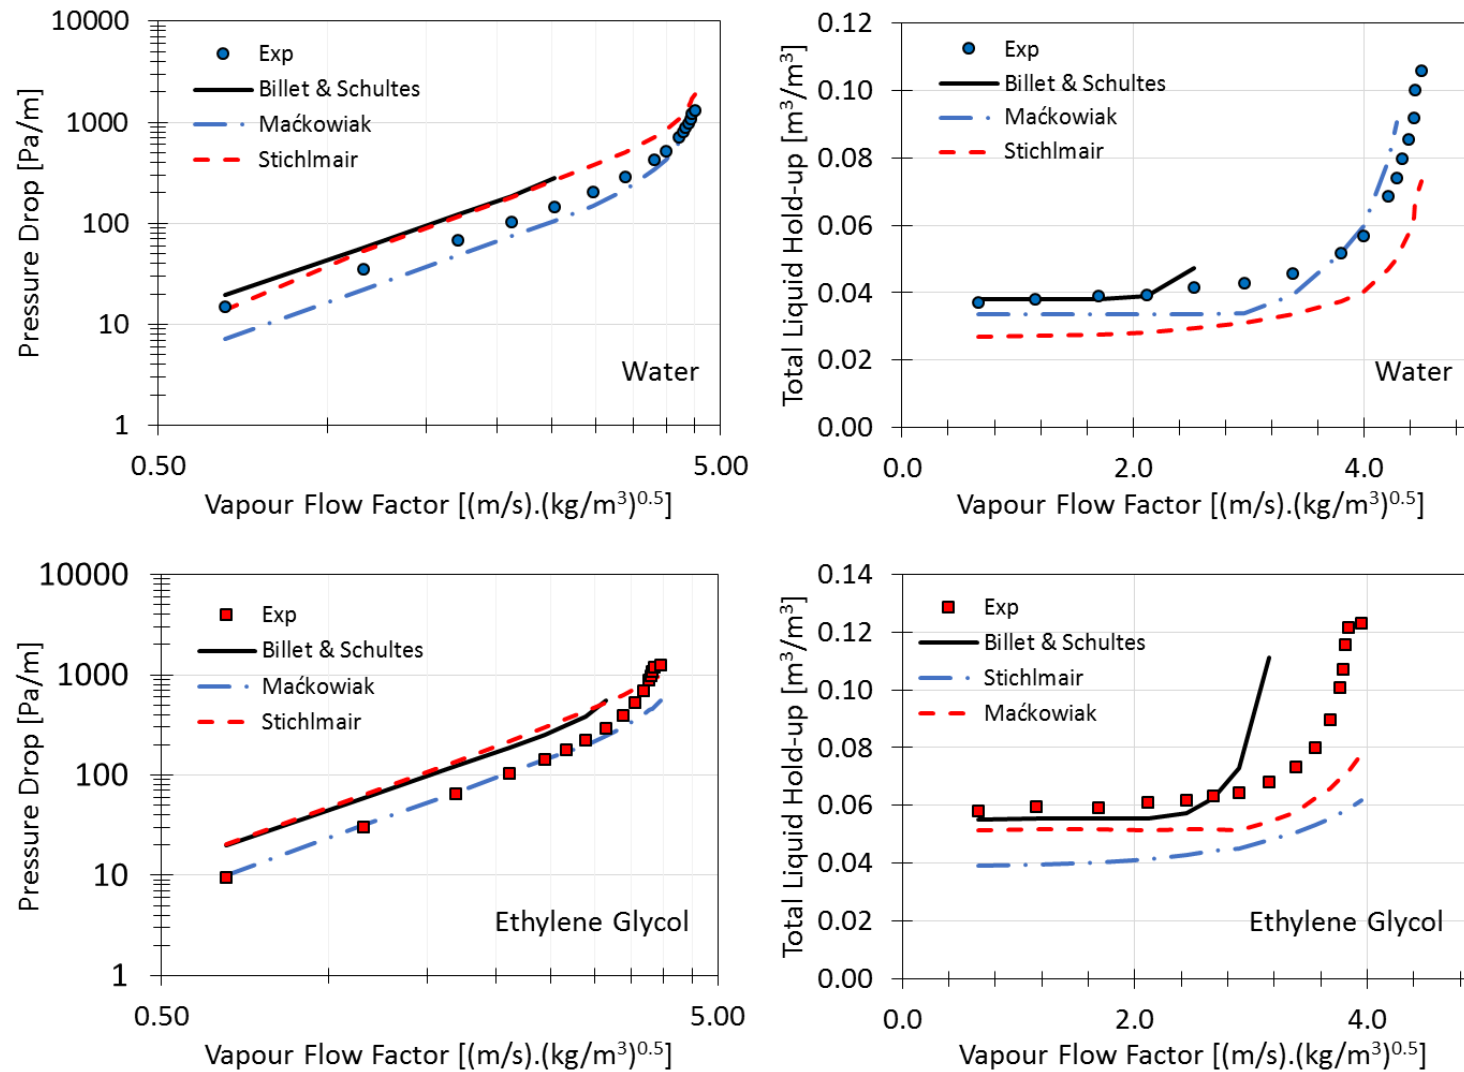 10000
1000
100
10
1
Pressure Drop [Pa/m]
Exp
Billet & Schultes
Maćkowiak
Stichlmair
Water
0.50
5.00
Vapour Flow Factor [(m/s).(kg/m³)⁰·⁵]
0.12
0.10
0.08
0.06
0.04
0.02
0.00
Total Liquid Hold-up [m³/m³]
Exp
Billet & Schultes
Maćkowiak
Stichlmair
Water
0.0
2.0
4.0
Vapour Flow Factor [(m/s).(kg/m³)⁰·⁵]
10000
1000
100
10
1
Pressure Drop [Pa/m]
Exp
Billet & Schultes
Maćkowiak
Stichlmair
Ethylene Glycol
0.50
5.00
Vapour Flow Factor [(m/s).(kg/m³)⁰·⁵]
0.14
0.12
0.10
0.08
0.06
0.04
0.02
0.00
Total Liquid Hold-up [m³/m³]
Exp
Billet & Schultes
Stichlmair
Maćkowiak
Ethylene Glycol
0.0
2.0
4.0
Vapour Flow Factor [(m/s).(kg/m³)⁰·⁵]